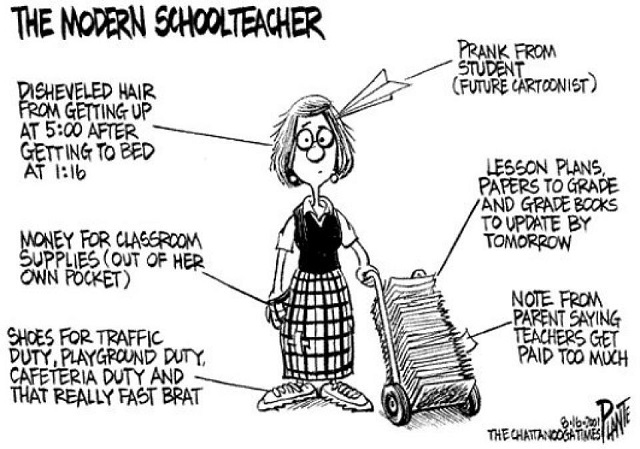 THE MODERN SCHOOLTEACHER
PRANK FROM
STUDENT
(FUTURE CARTOONIST)
DISHEVELED HAIR
FROM GETTING UP
AT 5:00 AFTER
GETTING TO BED
AT 1:16
LESSON PLANS,
PAPERS TO GRADE
AND GRADE BOOKS
TO UPDATE BY
TOMORROW
MONEY FOR CLASSROOM
SUPPLIES (OUT OF HER
OWN POCKET)
NOTE FROM
PARENT SAYING
TEACHERS GET
PAID TOO MUCH
SHOES FOR TRAFFIC
DUTY, PLAYGROUND DUTY,
CAFETERIA DUTY AND
THAT REALLY FAST BRAT
8·16·2001
THE CHATTANOOGA TIMES
PLANTE